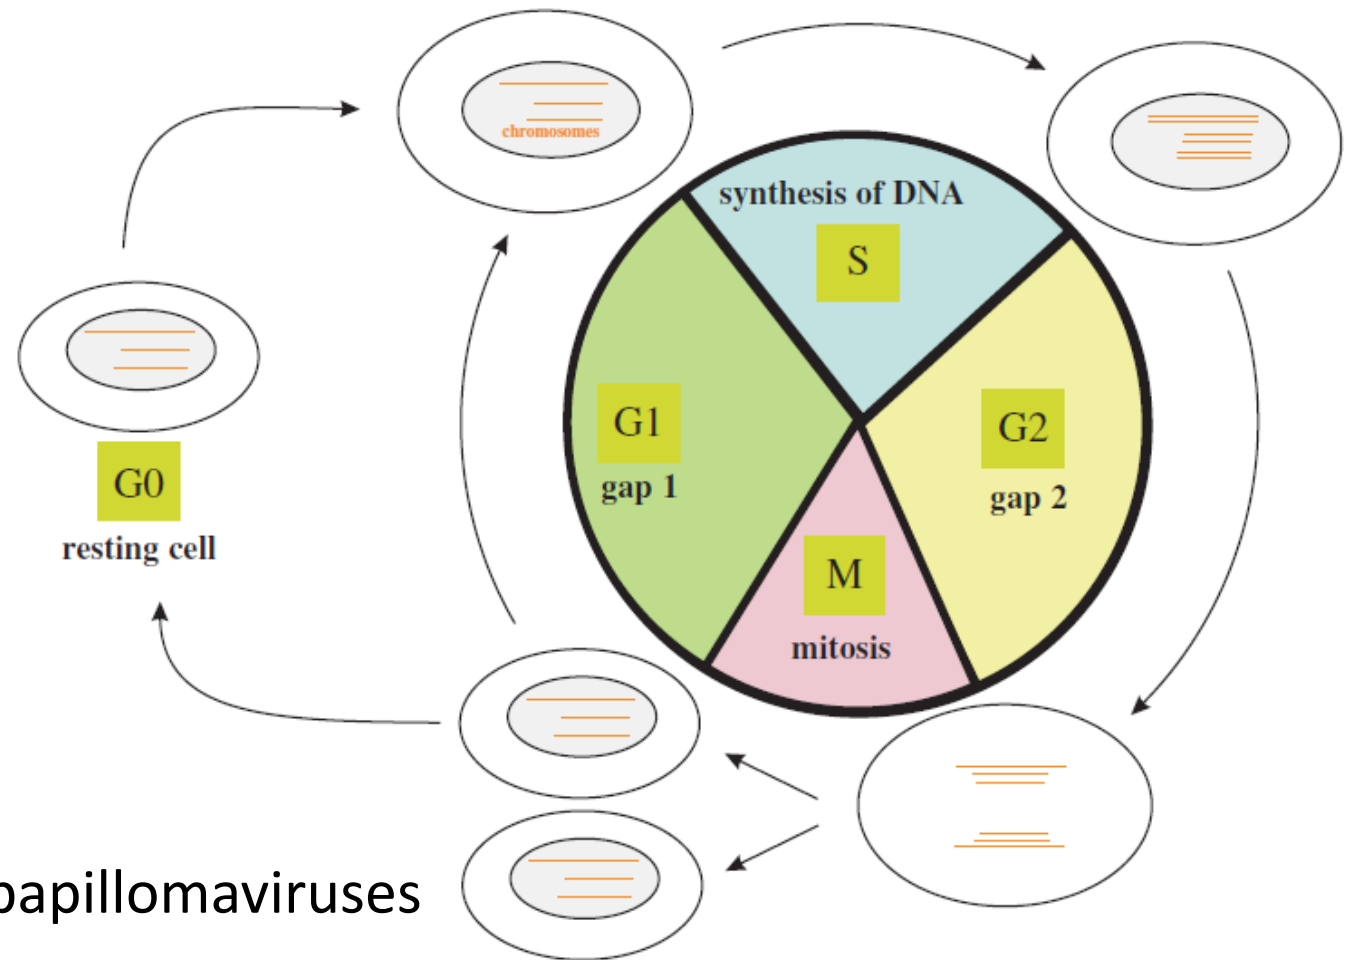 chromosomes
synthesis of DNA
S
G1
gap 1
G2
gap 2
G0
resting cell
M
mitosis
papillomaviruses